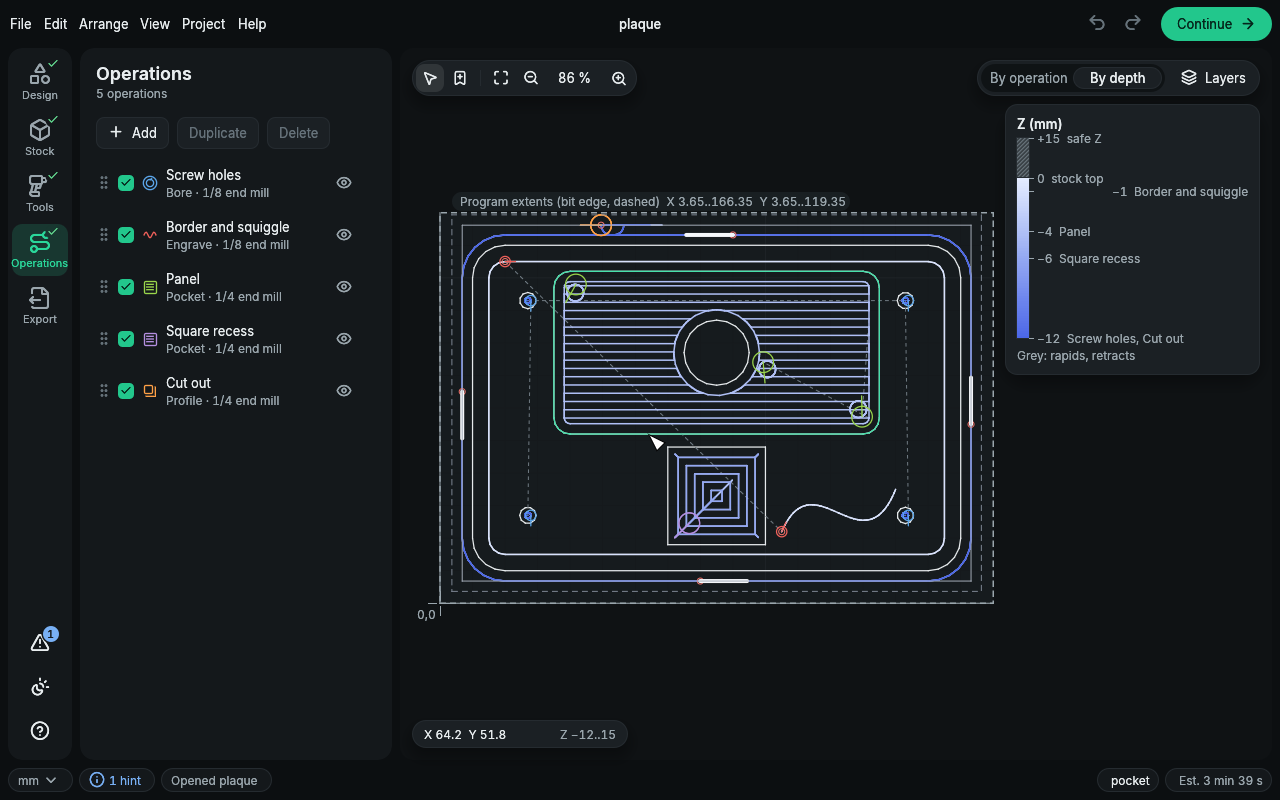 File Edit Arrange View Project Help
plaque
Continue
Design
Stock
Tools
Operations
Export
1
Operations
5 operations
Add
Duplicate
Delete
Screw holes
Bore · 1/8 end mill
Border and squiggle
Engrave · 1/8 end mill
Panel
Pocket · 1/4 end mill
Square recess
Pocket · 1/4 end mill
Cut out
Profile · 1/4 end mill
86 %
By operation
By depth
Layers
Z (mm)
+15 safe Z
0 stock top
−1 Border and squiggle
−4 Panel
−6 Square recess
−12 Screw holes, Cut out
Grey: rapids, retracts
Program extents (bit edge, dashed) X 3.65..166.35 Y 3.65..119.35
0,0
X 64.2 Y 51.8 Z −12..15
mm
1 hint
Opened plaque
pocket
Est. 3 min 39 s